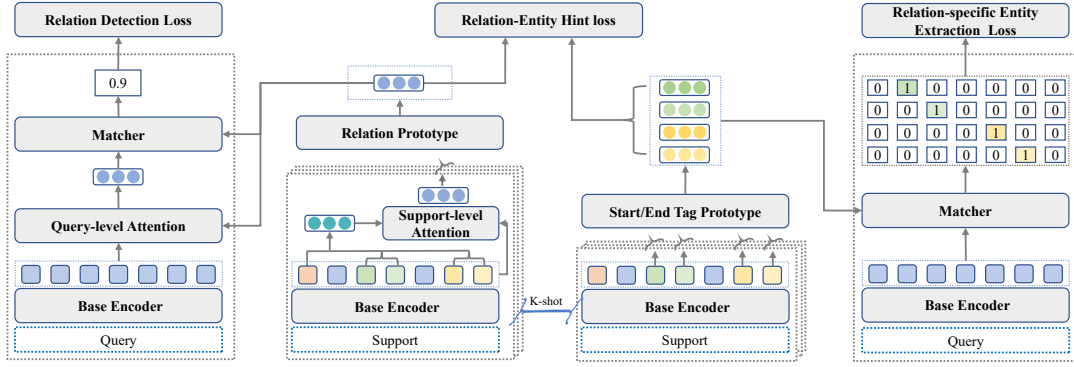 Relation Detection Loss
Relation-Entity Hint loss
Relation-specific Entity
Extraction Loss
0.9
Matcher
Query-level Attention
Base Encoder
Query
Relation Prototype
Support-level
Attention
Base Encoder
Support
K-shot
Start/End Tag Prototype
Base Encoder
Support
0 1 0 0 0 0 0
0 0 1 0 0 0 0
0 0 0 0 1 0 0
0 0 0 0 0 1 0
Matcher
Base Encoder
Query